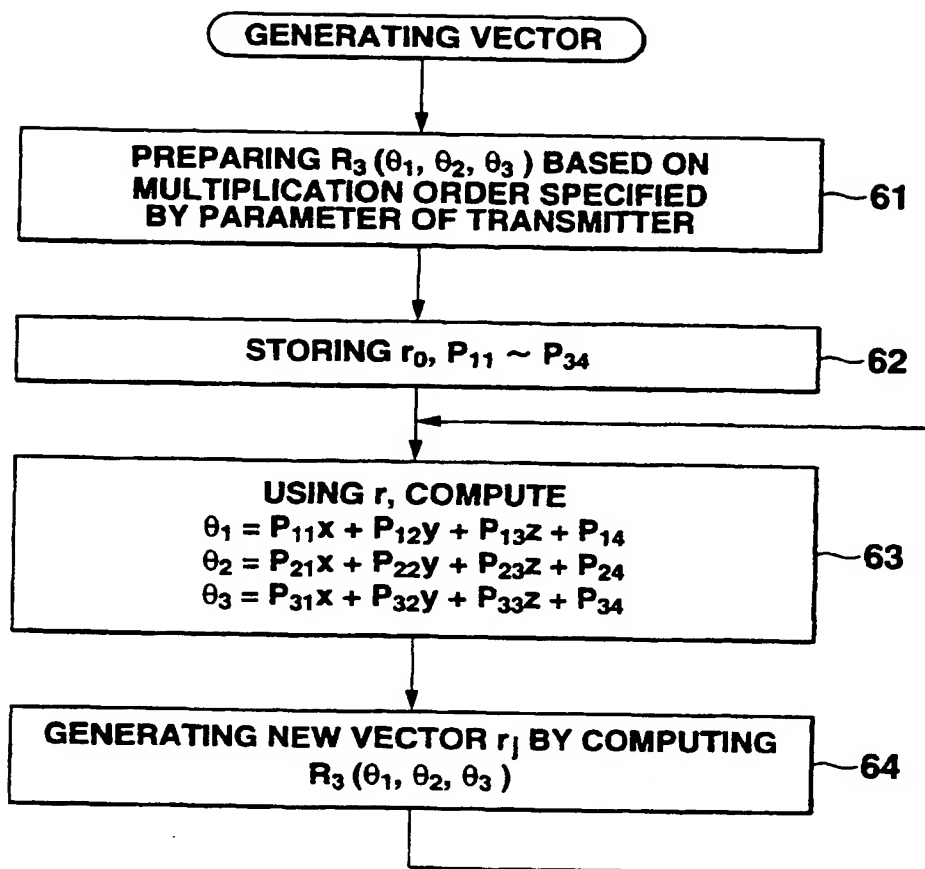 GENERATING VECTOR
PREPARING R₃ (θ₁, θ₂, θ₃ ) BASED ON
MULTIPLICATION ORDER SPECIFIED
BY PARAMETER OF TRANSMITTER
61
STORING r₀, P₁₁ ~ P₃₄
62
USING r, COMPUTE
θ₁ = P₁₁x + P₁₂y + P₁₃z + P₁₄
θ₂ = P₂₁x + P₂₂y + P₂₃z + P₂₄
θ₃ = P₃₁x + P₃₂y + P₃₃z + P₃₄
63
GENERATING NEW VECTOR rⱼ BY COMPUTING
R₃ (θ₁, θ₂, θ₃ )
64